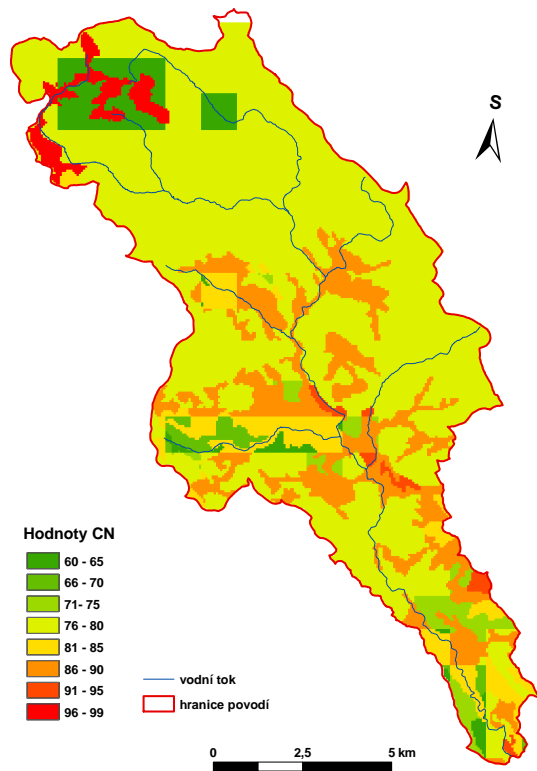 S
Hodnoty CN
60 - 65
66 - 70
71- 75
76 - 80
81 - 85
86 - 90
91 - 95
96 - 99
vodní tok
hranice povodí
0 2,5 5 km